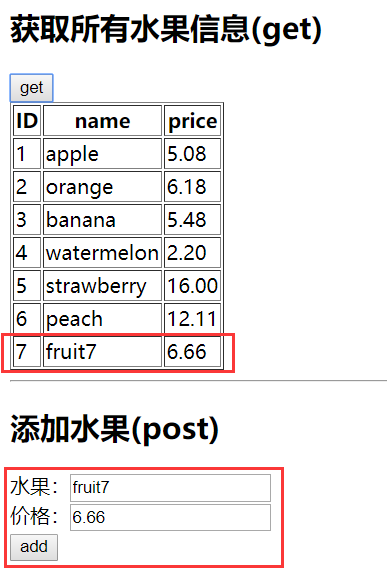 获取所有水果信息(get)
get
ID name price
1 apple 5.08
2 orange 6.18
3 banana 5.48
4 watermelon 2.20
5 strawberry 16.00
6 peach 12.11
7 fruit7 6.66
添加水果(post)
水果：fruit7
价格：6.66
add